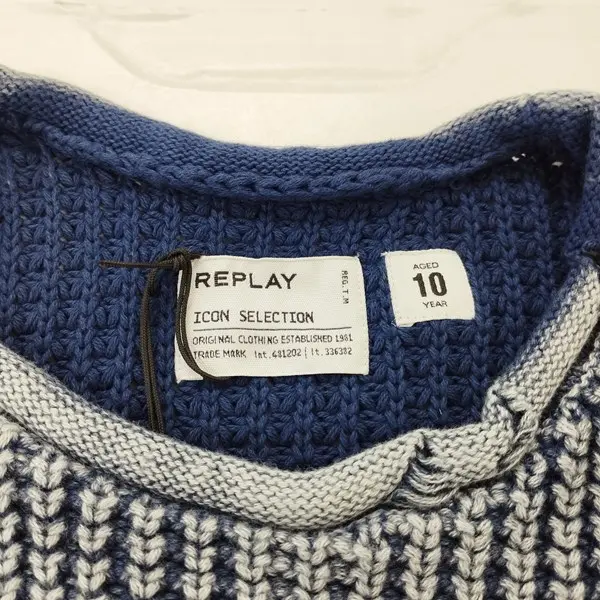 REPLAY
REG.T.M
ICON SELECTION
ORIGINAL CLOTHING ESTABLISHED 1981
TRADE MARK Int.481202 | It.336382
AGED
10
YEAR